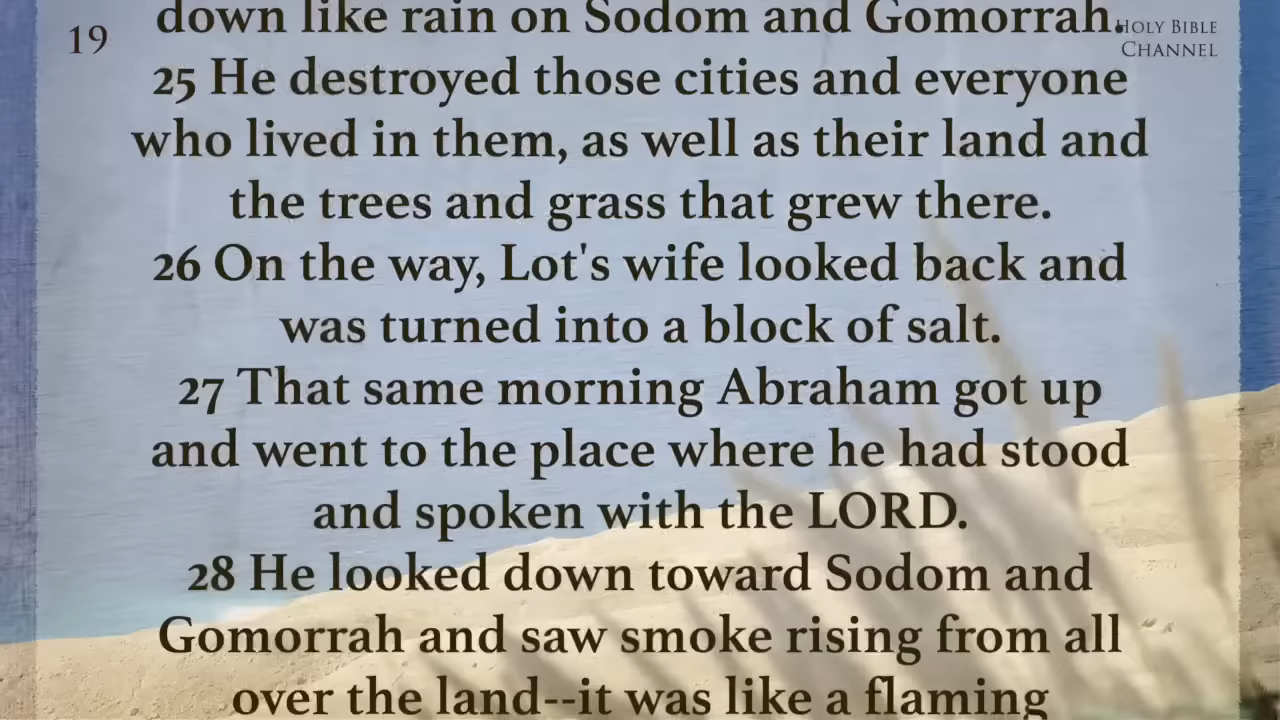 down like rain on Sodom and Gomorrah.
HOLY BIBLE
CHANNEL
19
25 He destroyed those cities and everyone
who lived in them, as well as their land and
the trees and grass that grew there.
26 On the way, Lot's wife looked back and
was turned into a block of salt.
27 That same morning Abraham got up
and went to the place where he had stood
and spoken with the LORD.
28 He looked down toward Sodom and
Gomorrah and saw smoke rising from all
over the land--it was like a flaming